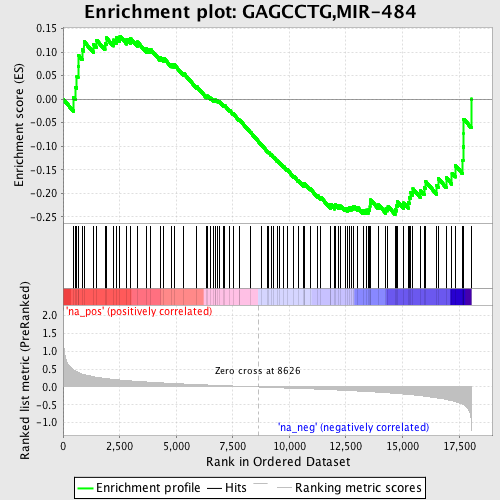 Enrichment plot: GAGCCTG,MIR-484
Enrichment score (ES)
0.15
0.10
0.05
0.00
-0.05
-0.10
-0.15
-0.20
-0.25
'na_pos' (positively correlated)
Ranked list metric (PreRanked)
2.0
1.5
1.0
0.5
0.0
-0.5
-1.0
Zero cross at 8626
'na_neg' (negatively correlated)
0
2,500
5,000
7,500
10,000
12,500
15,000
17,500
Rank in Ordered Dataset
Enrichment profile
Hits
Ranking metric scores